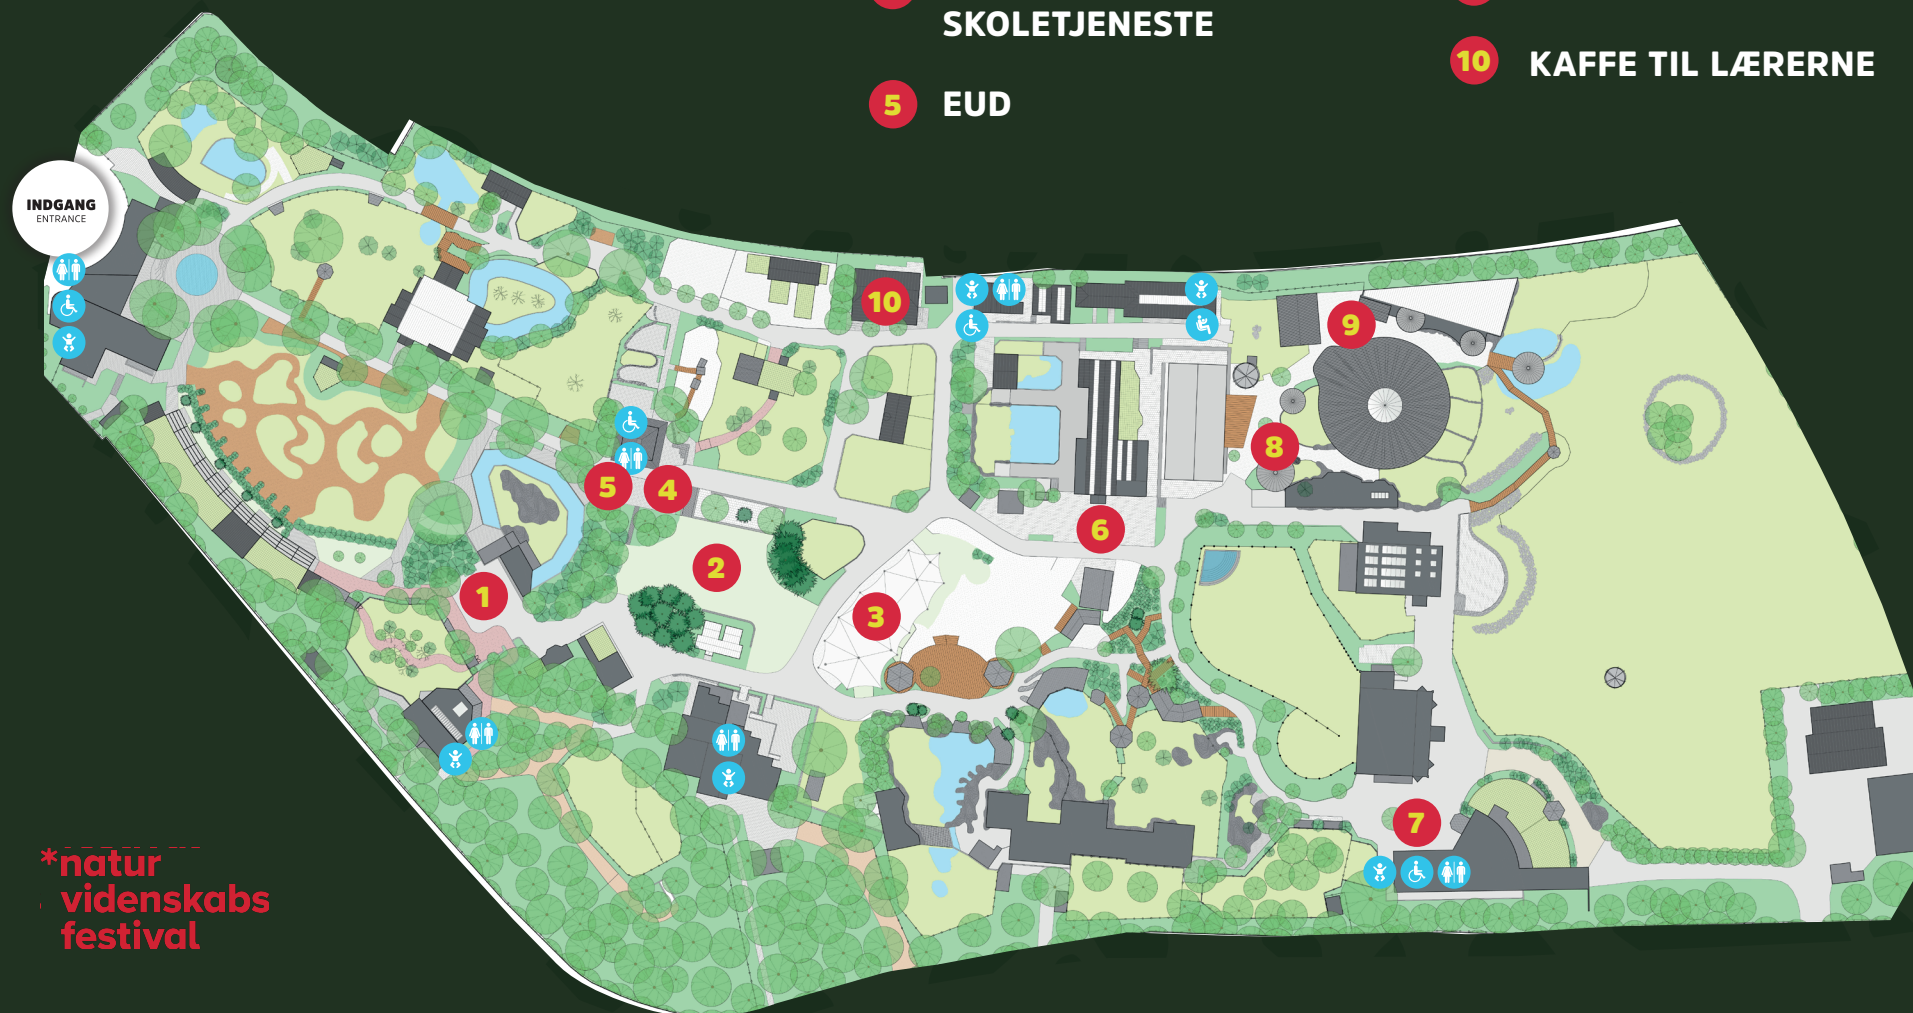 SKOLETJENESTE
10 KAFFE TIL LÆRERNE
5 EUD
INDGANG
ENTRANCE
10
9
8
5
4
6
2
1
3
7
*natur
videnskabs
festival